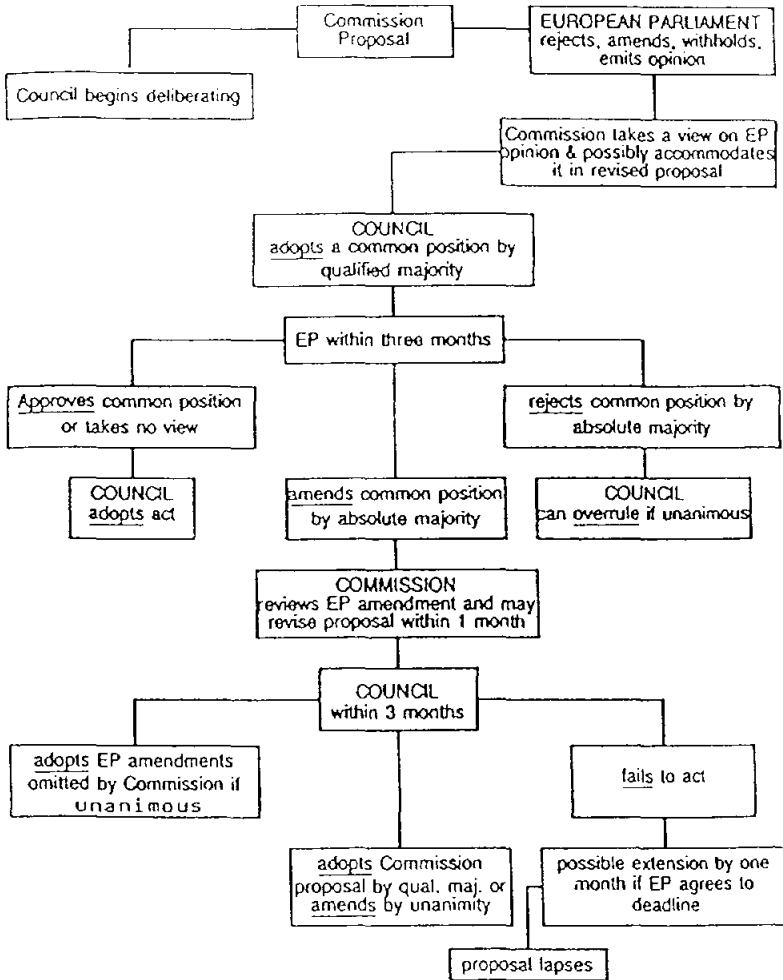 Commission
Proposal
EUROPEAN PARLIAMENT
rejects, amends, withholds,
emits opinion
Council begins deliberating
Commission takes a view on EP
opinion & possibly accommodates
it in revised proposal
COUNCIL
adopts a common position by
qualified majority
EP within three months
Approves common position
or takes no view
rejects common position by
absolute majority
COUNCIL
adopts act
amends common position
by absolute majority
COUNCIL
can overrule if unanimous
COMMISSION
reviews EP amendment and may
revise proposal within 1 month
COUNCIL
within 3 months
adopts EP amendments
omitted by Commission if
unanimous
fails to act
adopts Commission
proposal by qual. maj. or
amends by unanimity
possible extension by one
month if EP agrees to
deadline
proposal lapses